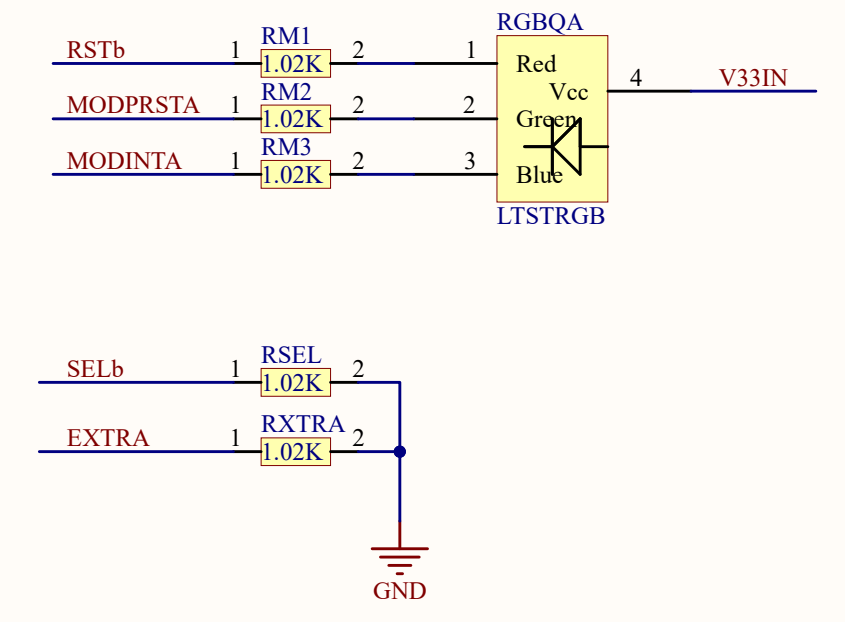 RGBQA
RSTb 1 RM1 2 1 Red
1.02K
Vcc 4 V33IN
MODPRSTA 1 RM2 2 2 Green
1.02K
MODINTA 1 RM3 2 3 Blue
1.02K
LTSTRGB
SELb 1 RSEL 2
1.02K
EXTRA 1 RXTRA 2
1.02K
GND